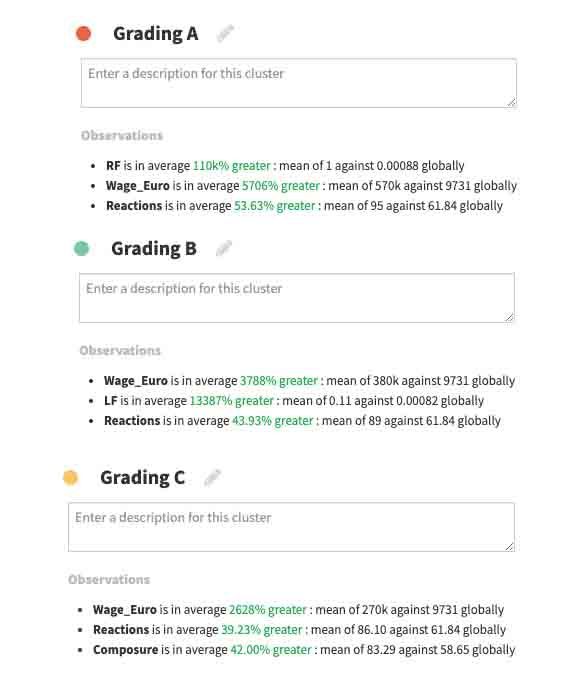 Grading A
Enter a description for this cluster
Observations
• RF is in average 110k% greater : mean of 1 against 0.00088 globally
• Wage_Euro is in average 5706% greater : mean of 570k against 9731 globally
• Reactions is in average 53.63% greater : mean of 95 against 61.84 globally
Grading B
Enter a description for this cluster
Observations
• Wage_Euro is in average 3788% greater : mean of 380k against 9731 globally
• LF is in average 13387% greater : mean of 0.11 against 0.00082 globally
• Reactions is in average 43.93% greater : mean of 89 against 61.84 globally
Grading C
Enter a description for this cluster
Observations
• Wage_Euro is in average 2628% greater : mean of 270k against 9731 globally
• Reactions is in average 39.23% greater : mean of 86.10 against 61.84 globally
• Composure is in average 42.00% greater : mean of 83.29 against 58.65 globally